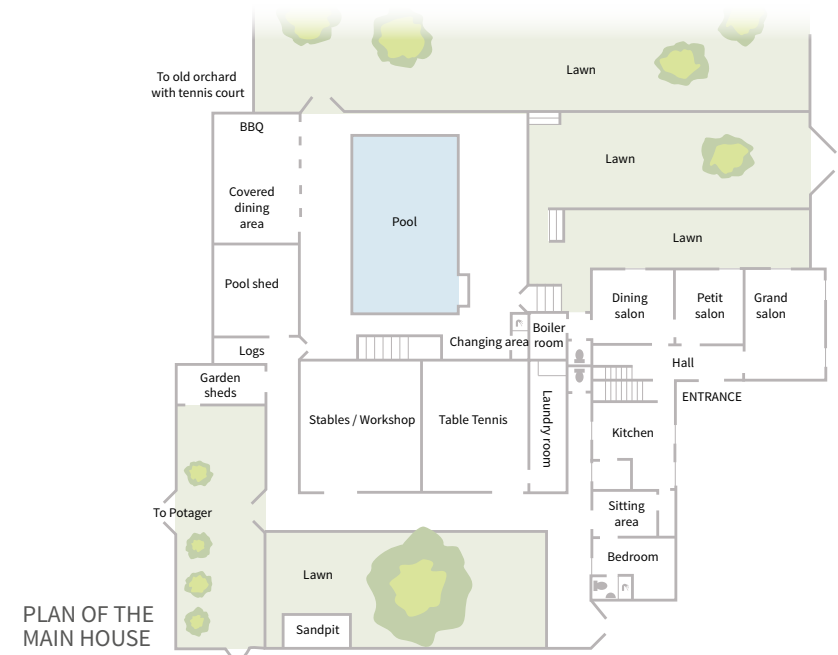 Lawn
To old orchard
with tennis court
BBQ
Lawn
Covered
dining
area
Pool
Lawn
Pool shed
Dining
salon
Petit
salon
Grand
salon
Changing area
Boiler
room
Logs
Hall
Garden
sheds
ENTRANCE
Stables / Workshop
Table Tennis
Laundry room
Kitchen
To Potager
Sitting
area
Bedroom
Lawn
Sandpit
PLAN OF THE
MAIN HOUSE